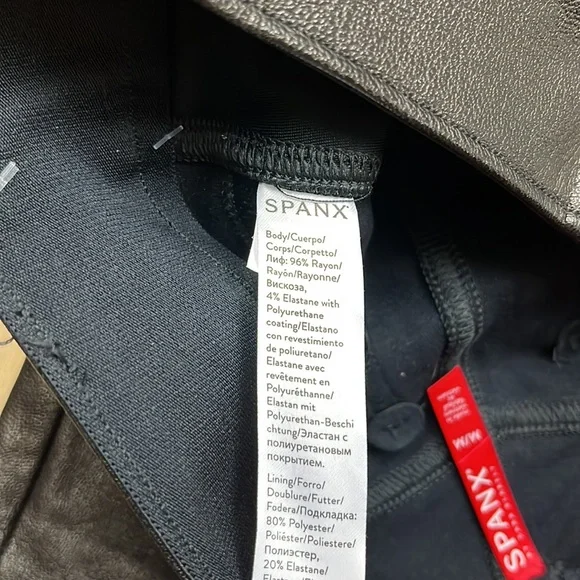 SPANX
Body/Cuerpo/
Corps/Corpetto/
Лиф: 96% Rayon/
Rayón/Rayonne/
Вискоза,
4% Elastane with
Polyurethane
coating/Elastano
con revestimiento
de poliuretano/
Elastane avec
revêtement en
Polyuréthanne/
Elastan mit
Polyurethan-Beschi
chtung/Эластан с
полиуретановым
покрытием.
Lining/Forro/
Doublure/Futter/
Fodera/Подкладка:
80% Polyester/
Poliéster/Poliestere/
Полиэстер,
20% Elastane/
Elastano/Elastan/
M/M
SPANX